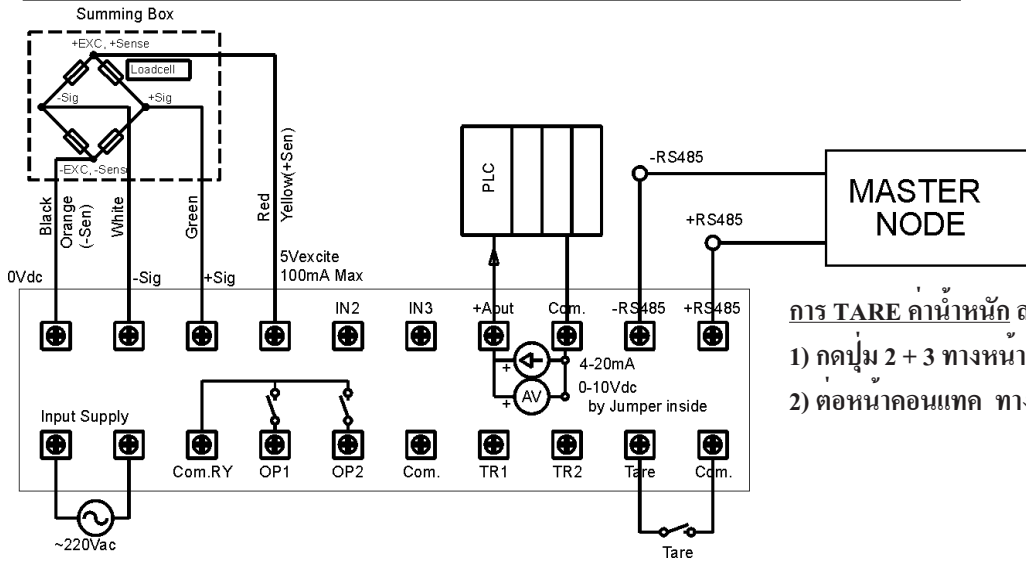 Summing Box
+EXC, +Sense
Loadcell
-Sig
+Sig
-EXC, -Sens
Black
Orange
(-Sen)
White
Green
Red
Yellow(+Sen)
0Vdc
-Sig
+Sig
5Vexcite
100mA Max
PLC
-RS485
+RS485
MASTER
NODE
IN2
IN3
+Aout
Com.
-RS485
+RS485
4-20mA
0-10Vdc
by Jumper inside
+
+
AV
Input Supply
Com.RY
OP1
OP2
Com.
TR1
TR2
Tare
Com.
~220Vac
Tare
การ TARE ค่าน้ำหนัก
1) กดปุ่ม 2 + 3 ทางหน้า
2) ต่อหน้าคอนแทค ทาง